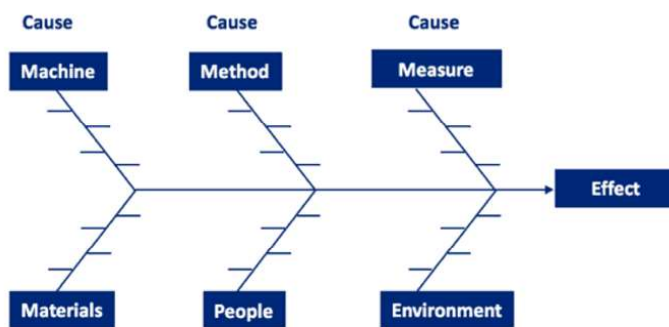 Cause
Cause
Cause
Machine
Method
Measure
Effect
Materials
People
Environment